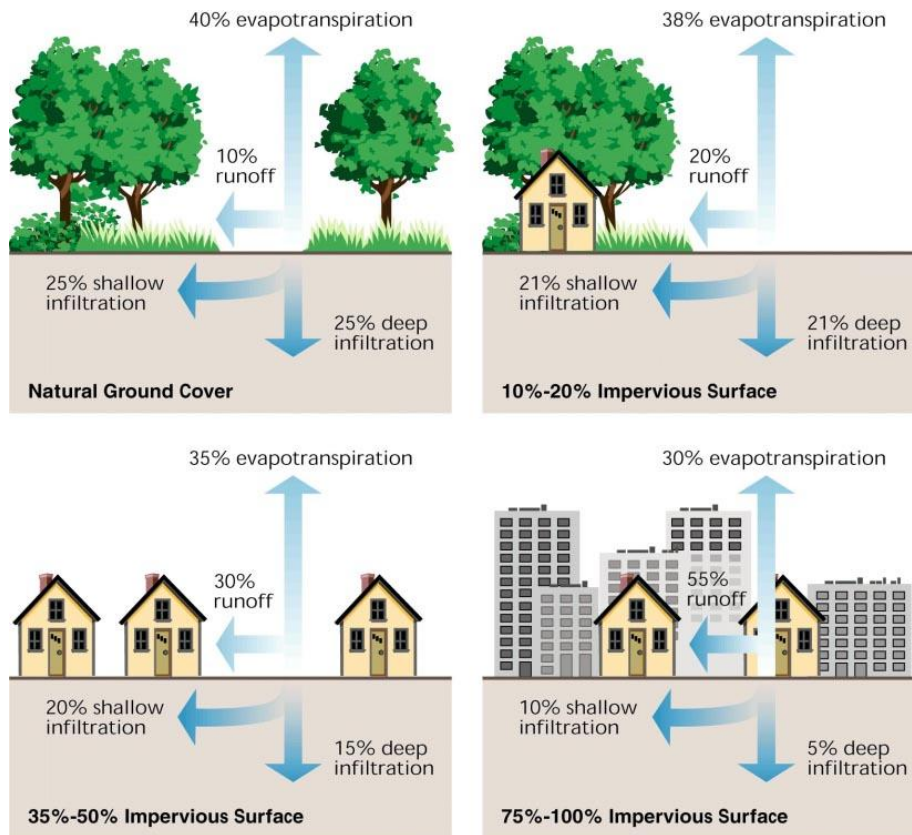 40% evapotranspiration
10%
runoff
25% shallow
infiltration
25% deep
infiltration
Natural Ground Cover
38% evapotranspiration
20%
runoff
21% shallow
infiltration
21% deep
infiltration
10%-20% Impervious Surface
35% evapotranspiration
30%
runoff
20% shallow
infiltration
15% deep
infiltration
35%-50% Impervious Surface
30% evapotranspiration
55%
runoff
10% shallow
infiltration
5% deep
infiltration
75%-100% Impervious Surface